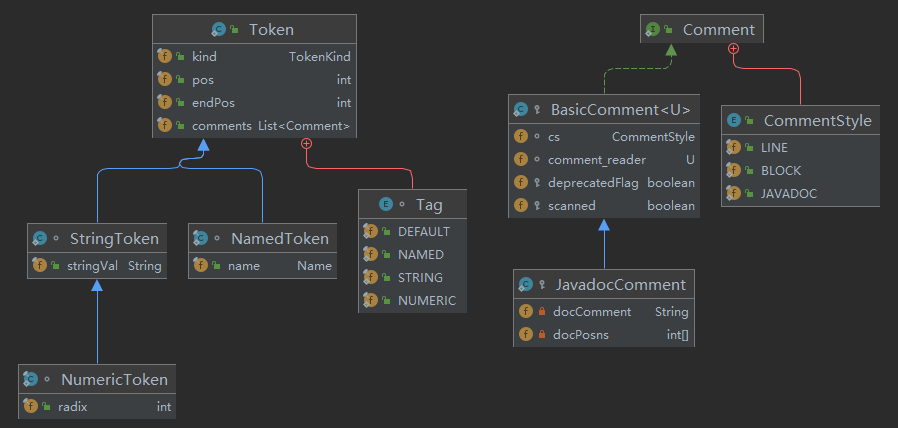 Token
kind TokenKind
pos int
endPos int
comments List<Comment>
Comment
BasicComment<U>
cs CommentStyle
comment_reader U
deprecatedFlag boolean
scanned boolean
CommentStyle
LINE
BLOCK
JAVADOC
StringToken
stringVal String
NamedToken
name Name
Tag
DEFAULT
NAMED
STRING
NUMERIC
JavadocComment
docComment String
docPosns int[]
NumericToken
radix int